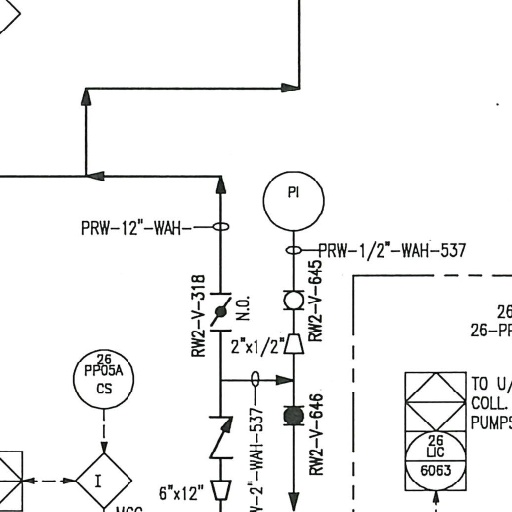 PI
PRW-12"-WAH-
PRW-1/2"-WAH-537
RW2-V-318
N.O.
RW2-V-645
26
26-PP
2"x1/2"
26
PP05A
CS
TO U/
COLL.
PUMPS
RW2-V-646
W-2"-WAH-537
26
LIC
6063
I
6"x12"